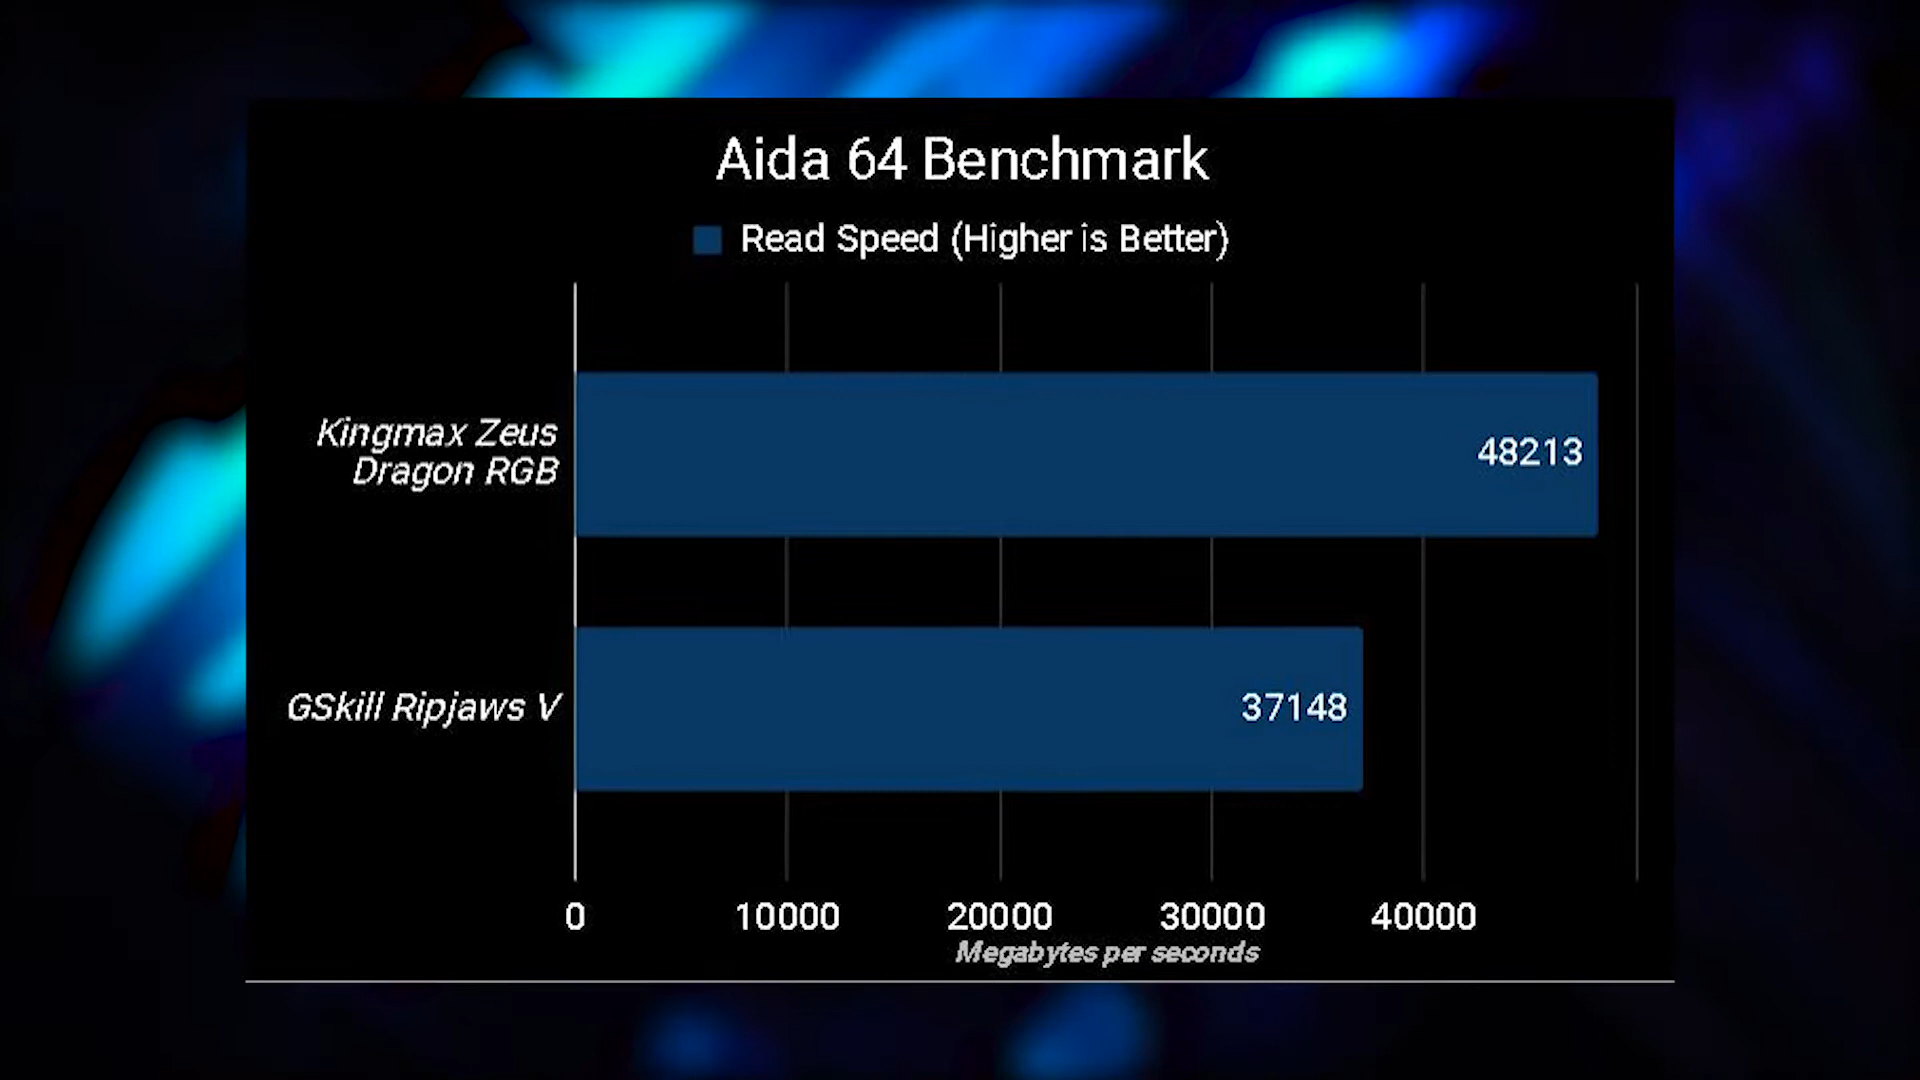 Aida 64 Benchmark
Read Speed (Higher is Better)
Kingmax Zeus
Dragon RGB
48213
GSkill Ripjaws V
37148
0 10000 20000 30000 40000
Megabytes per seconds